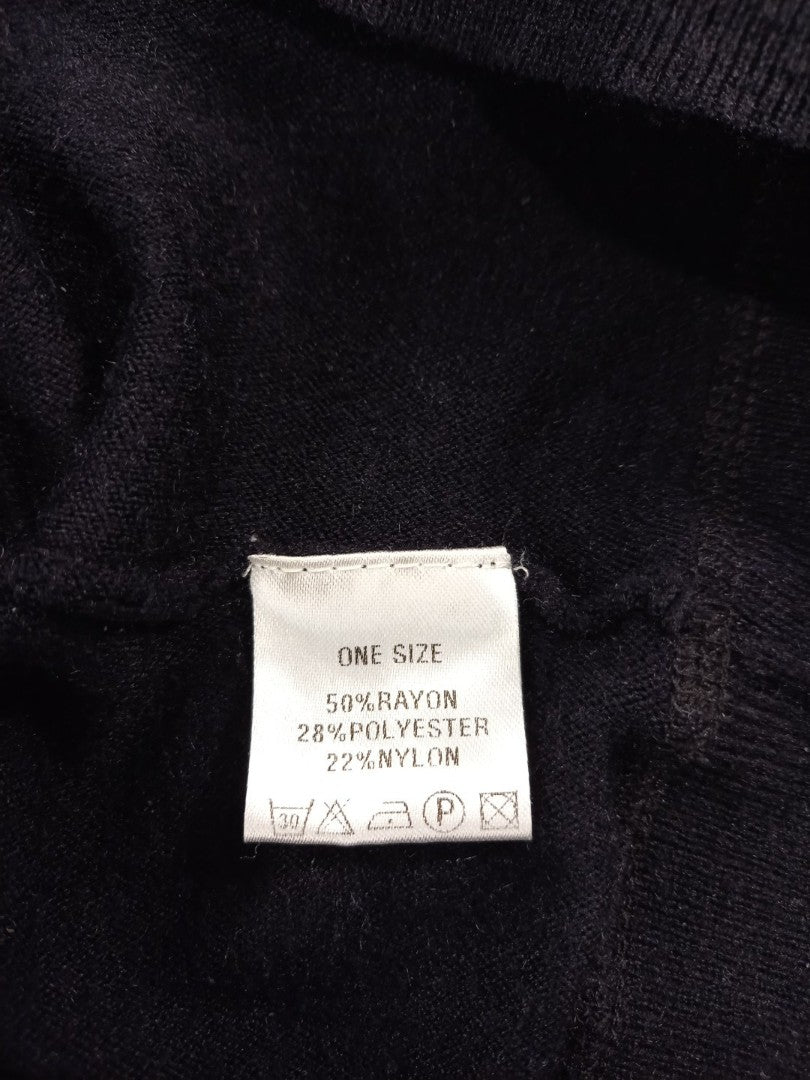 ONE SIZE
50%RAYON
28%POLYESTER
22%NYLON
30 P